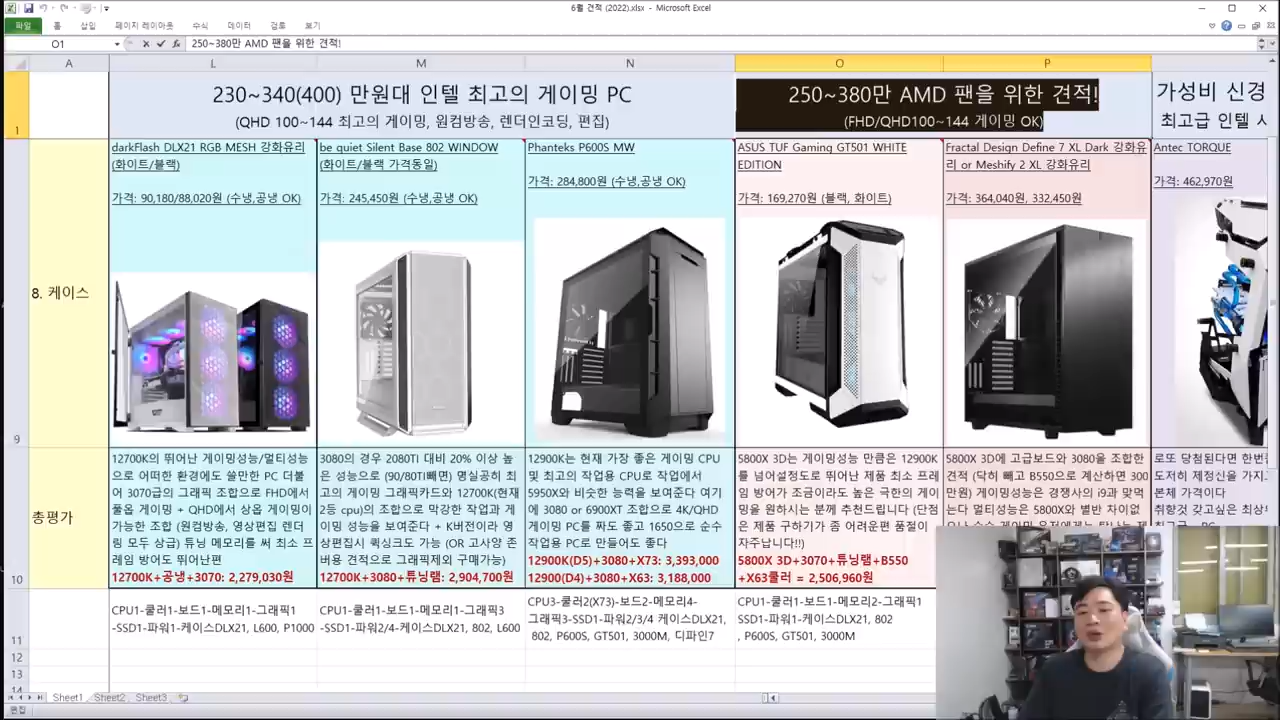 6월 견적 (2022).xlsx - Microsoft Excel
파일 홈 삽입 페이지 레이아웃 수식 데이터 검토 보기
O1 250~380만 AMD 팬을 위한 견적!
A L M N O P
1
230~340(400) 만원대 인텔 최고의 게이밍 PC
(QHD 100~144 최고의 게이밍, 원컴방송, 렌더인코딩, 편집)
250~380만 AMD 팬을 위한 견적!
(FHD/QHD100~144 게이밍 OK)
가성비 신경
최고급 인텔 시
9
8. 케이스
darkFlash DLX21 RGB MESH 강화유리
(화이트/블랙)
가격: 90,180/88,020원 (수냉,공냉 OK)
be quiet Silent Base 802 WINDOW
(화이트/블랙 가격동일)
가격: 245,450원 (수냉,공냉 OK)
Phanteks P600S MW
가격: 284,800원 (수냉,공냉 OK)
ASUS TUF Gaming GT501 WHITE
EDITION
가격: 169,270원 (블랙, 화이트)
Fractal Design Define 7 XL Dark 강화유
리 or Meshify 2 XL 강화유리
가격: 364,040원, 332,450원
Antec TORQUE
가격: 462,970원
10
총평가
12700K의 뛰어난 게이밍성능/멀티성능
으로 어떠한 환경에도 쓸만한 PC 더불
어 3070급의 그래픽 조합으로 FHD에서
풀옵 게이밍 + QHD에서 상옵 게이밍이
가능한 조합 (원컴방송, 영상편집 렌더
링 모두 상급) 튜닝 메모리를 써 최소 프
레임 방어도 뛰어난편
12700K+공냉+3070: 2,279,030원
3080의 경우 2080TI 대비 20% 이상 높
은 성능으로 (90/80TI빼면) 명실공히 최
고의 게이밍 그래픽카드와 12700K(현재
2등 cpu)의 조합으로 막강한 작업과 게
이밍 성능을 보여준다 + K버전이라 영
상편집시 퀵싱크도 가능 (OR 고사양 존
버용 견적으로 그래픽제외 구매가능)
12700K+3080+튜닝램: 2,904,700원
12900K는 현재 가장 좋은 게이밍 CPU
및 최고의 작업용 CPU로 작업에서
5950X와 비슷한 능력을 보여준다 여기
에 3080 or 6900XT 조합으로 4K/QHD
게이밍 PC를 짜도 좋고 1650으로 순수
작업용 PC로 만들어도 좋다
12900K(D5)+3080+X73: 3,393,000
12900(D4)+3080+X63: 3,188,000
5800X 3D는 게이밍성능 만큼은 12900K
를 넘어설정도로 뛰어난 제품 최소 프레
임 방어가 조금이라도 높은 극한의 게이
밍을 원하시는 분께 추천드립니다 (단점
은 제품 구하기가 좀 어려운편 품절이
자주납니다!!)
5800X 3D+3070+튜닝램+B550
+X63쿨러 = 2,506,960원
5800X 3D에 고급보드와 3080을 조합한
견적 (닥히 빼고 B550으로 계산하면 300
만원) 게이밍성능은 경쟁사의 i9과 맞먹
는다 멀티성능은 5800X와 별반 차이없
로또 당첨된다면 한번
도저히 제정신을 가지고
본체 가격이다
취향껏 갖고싶은 최상
11
CPU1-쿨러1-보드1-메모리1-그래픽1
-SSD1-파워1-케이스DLX21, L600, P1000
CPU1-쿨러1-보드1-메모리1-그래픽3
-SSD1-파워2/4-케이스DLX21, 802, L600
CPU3-쿨러2(X73)-보드2-메모리4-
그래픽3-SSD1-파워2/3/4 케이스DLX21,
802, P600S, GT501, 3000M, 디파인7
CPU1-쿨러1-보드1-메모리2-그래픽1
SSD1-파워1-케이스DLX21, 802
, P600S, GT501, 3000M
12
13
14
Sheet1 Sheet2 Sheet3
편집